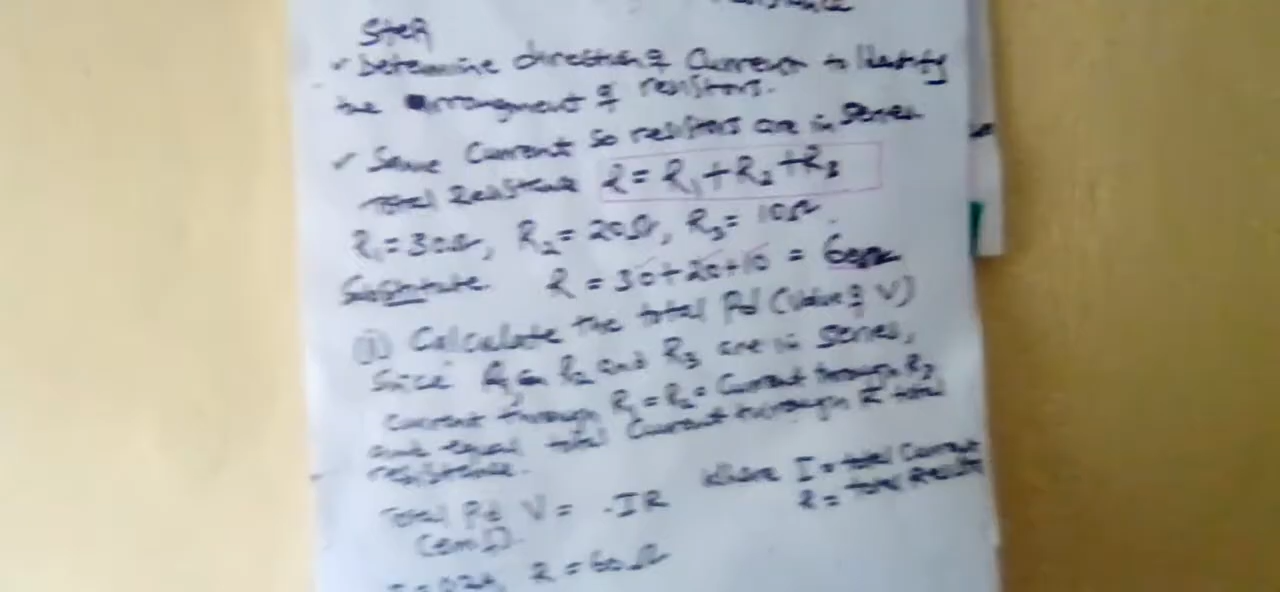 Step
✓ Determine direction of Current to Identify
the arrangment of resistors.
✓ Same Current so resistors are in series
Total Resistance R = R₁+R₂+R₃
R₁=30Ω, R₂=20Ω, R₃=10Ω.
Substitute. R = 30+20+10 = 60Ω
(ii) Calculate the total Pd (Value of V)
Since R₂ and R₃ are in series,
Current through R₁=R₂= Current through R₃
and equal total Current through total
resistance.
where I = total Current
Total Pd V = IR R = Total
(emf).
R = 60Ω